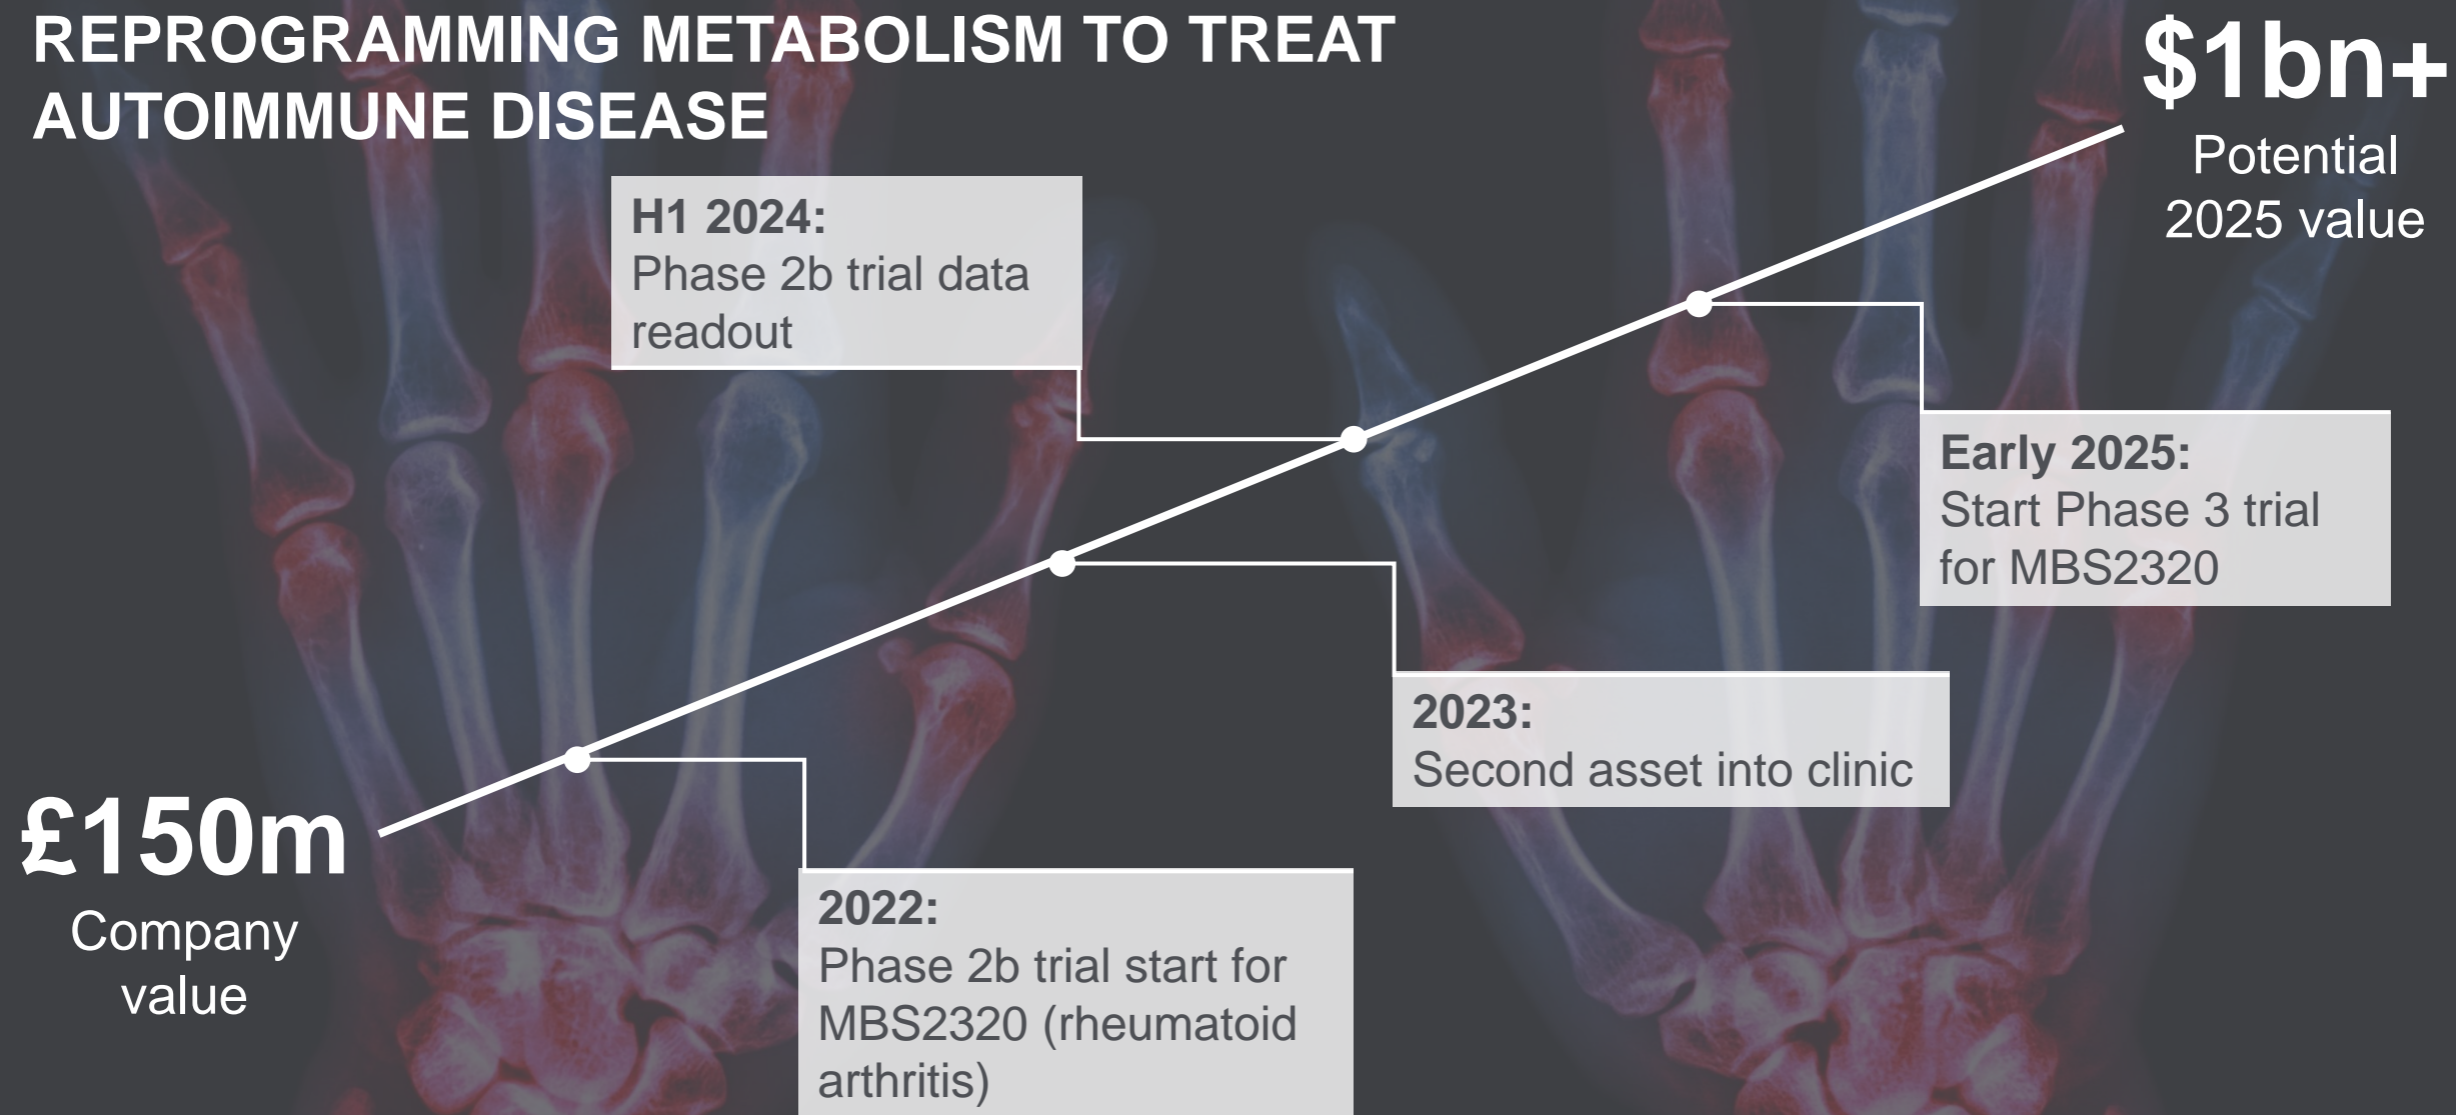 REPROGRAMMING METABOLISM TO TREAT
AUTOIMMUNE DISEASE
$1bn+
Potential
2025 value
H1 2024:
Phase 2b trial data
readout
Early 2025:
Start Phase 3 trial
for MBS2320
2023:
Second asset into clinic
£150m
Company
value
2022:
Phase 2b trial start for
MBS2320 (rheumatoid
arthritis)